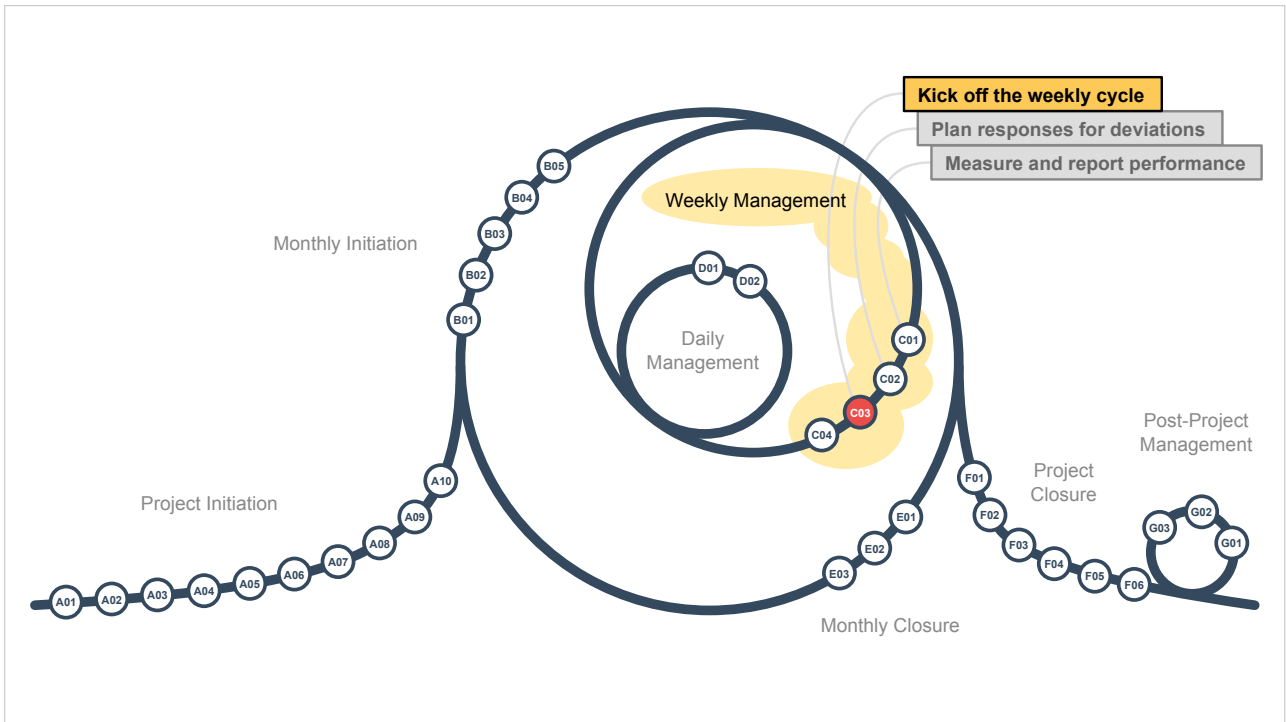 Kick off the weekly cycle
Plan responses for deviations
Measure and report performance
Weekly Management
Monthly Initiation
B05
B04
B03
B02
B01
D01
D02
Daily
Management
C01
C02
C03
C04
Project Initiation
A01
A02
A03
A04
A05
A06
A07
A08
A09
A10
E01
E02
E03
Monthly Closure
Project
Closure
F01
F02
F03
F04
F05
F06
Post-Project
Management
G03
G02
G01